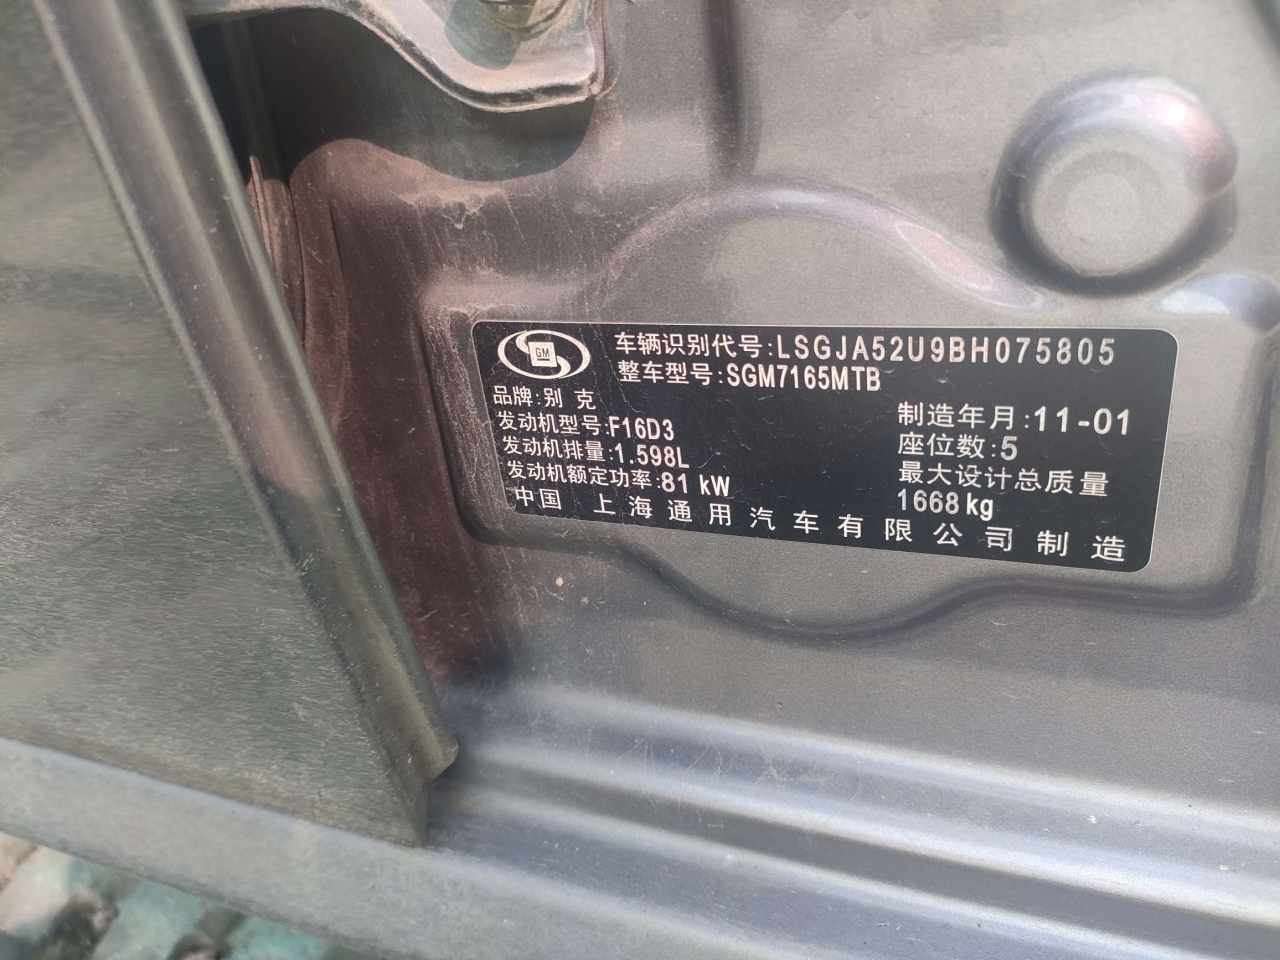 GM
车辆识别代号:LSGJA52U9BH075805
整车型号:SGM7165MTB
品牌:别 克
发动机型号:F16D3
制造年月:11-01
发动机排量:1.598L
座位数:5
发动机额定功率:81 kW
最大设计总质量
1668kg
中国 上海通用汽车有限公司制造